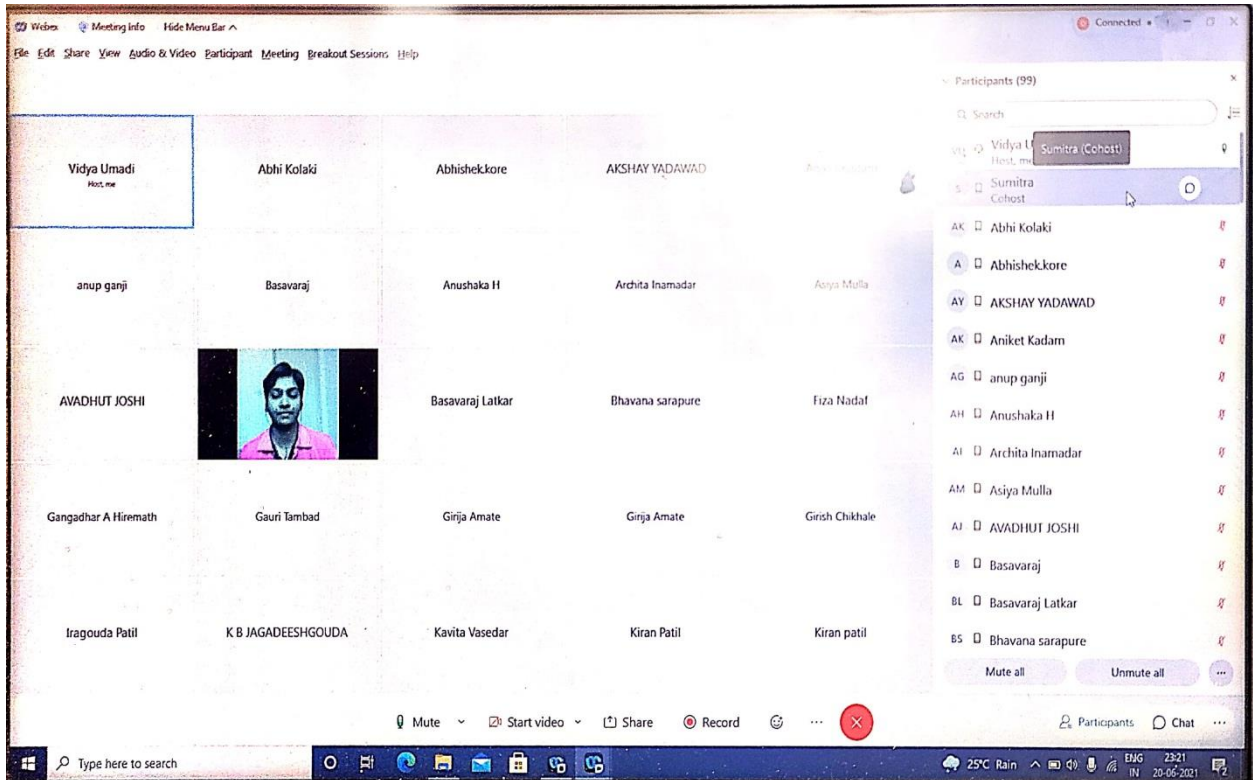 Webex Meeting Info Hide Menu Bar
Connected
File Edit Share View Audio & Video Participant Meeting Breakout Sessions Help
Participants (99)
Search
Vidya U
Host, me
Sumitra (Cohost)
S Sumitra
Cohost
AK Abhi Kolaki
A Abhishek.kore
AY AKSHAY YADAWAD
AK Aniket Kadam
AG anup ganji
AH Anushaka H
AI Archita Inamadar
AM Asiya Mulla
AJ AVADHUT JOSHI
B Basavaraj
BL Basavaraj Latkar
BS Bhavana sarapure
Mute all Unmute all
Vidya Umadi Abhi Kolaki Abhishek.kore AKSHAY YADAWAD
Host, me
anup ganji Basavaraj Anushaka H Archita Inamadar Asiya Mulla
AVADHUT JOSHI Basavaraj Latkar Bhavana sarapure Fiza Nadaf
Gangadhar A Hiremath Gauri Tambad Girija Amate Girija Amate Girish Chikhale
Iragouda Patil K B JAGADEESHGOUDA Kavita Vasedar Kiran Patil Kiran patil
Mute Start video Share Record Participants Chat
Type here to search 25°C Rain ENG 23:21
IN 20-06-2021